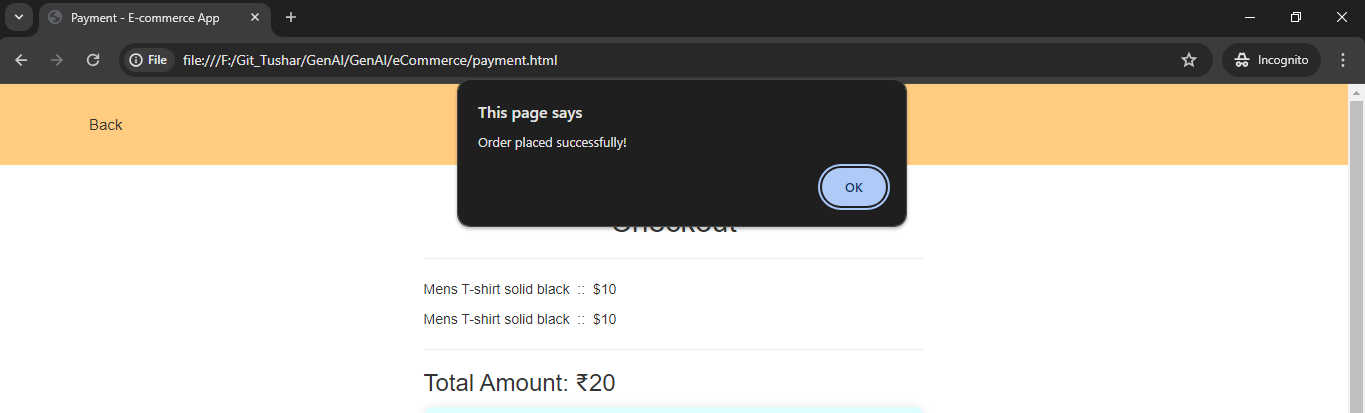 Payment - E-commerce App
File file:///F:/Git_Tushar/GenAI/GenAI/eCommerce/payment.html Incognito
Back
This page says
Order placed successfully!
OK
Checkout
Mens T-shirt solid black :: $10
Mens T-shirt solid black :: $10
Total Amount: ₹20